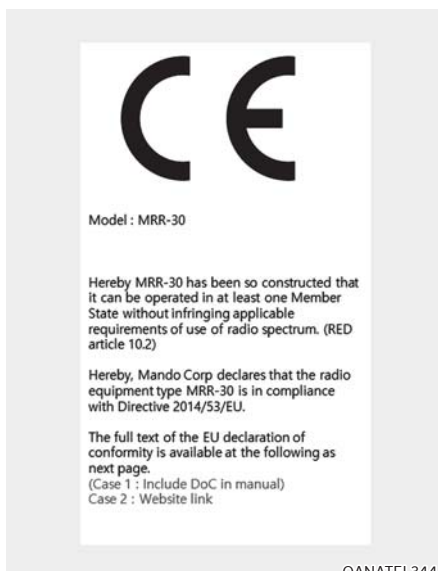 CE
Model : MRR-30
Hereby MRR-30 has been so constructed that
it can be operated in at least one Member
State without infringing applicable
requirements of use of radio spectrum. (RED
article 10.2)
Hereby, Mando Corp declares that the radio
equipment type MRR-30 is in compliance
with Directive 2014/53/EU.
The full text of the EU declaration of
conformity is available at the following as
next page.
(Case 1 : Include DoC in manual)
Case 2 : Website link